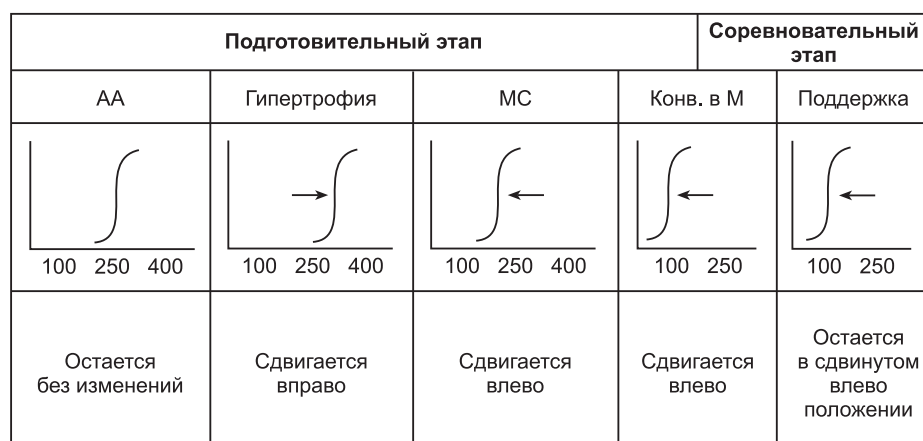 Подготовительный этап
Соревновательный
этап
АА
Гипертрофия
МС
Конв. в М
Поддержка
100 250 400
100 250 400
100 250 400
100 250
100 250
Остается
без изменений
Сдвигается
вправо
Сдвигается
влево
Сдвигается
влево
Остается
в сдвинутом
влево
положении